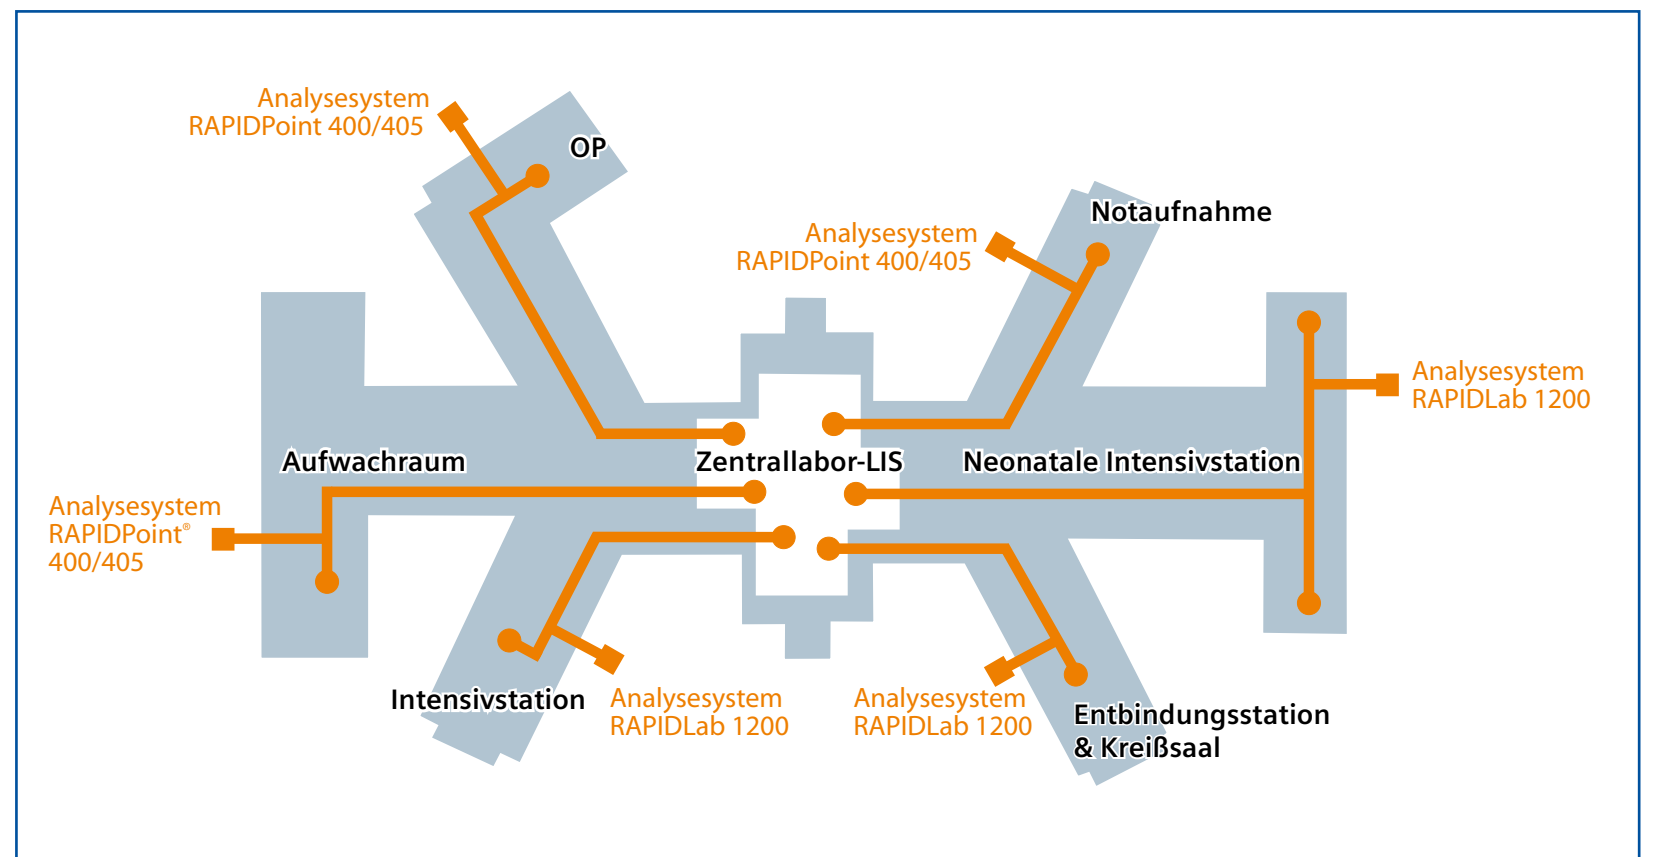 Analysesystem
RAPIDPoint 400/405
OP
Notaufnahme
Analysesystem
RAPIDPoint 400/405
Analysesystem
RAPIDLab 1200
Aufwachraum
Zentrallabor-LIS
Neonatale Intensivstation
Analysesystem
RAPIDPoint®
400/405
Intensivstation
Analysesystem
RAPIDLab 1200
Analysesystem
RAPIDLab 1200
Entbindungsstation
& Kreißsaal